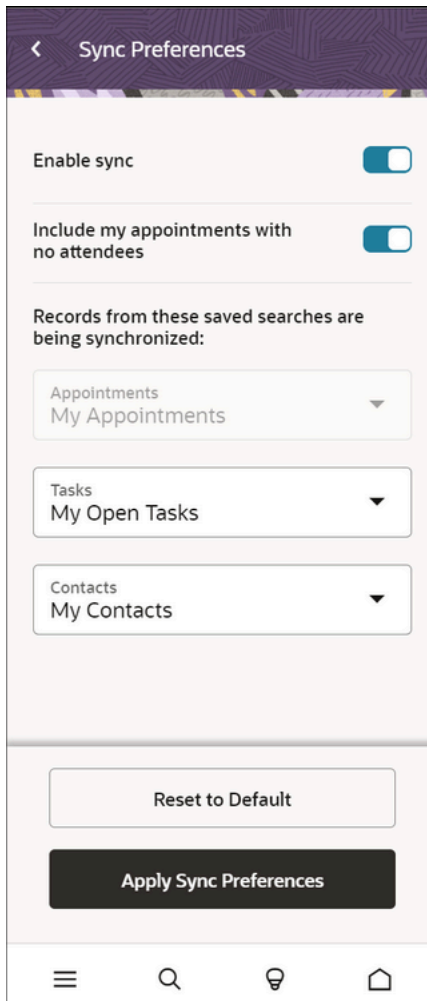 Sync Preferences
Enable sync
Include my appointments with
no attendees
Records from these saved searches are
being synchronized:
Appointments
My Appointments
Tasks
My Open Tasks
Contacts
My Contacts
Reset to Default
Apply Sync Preferences